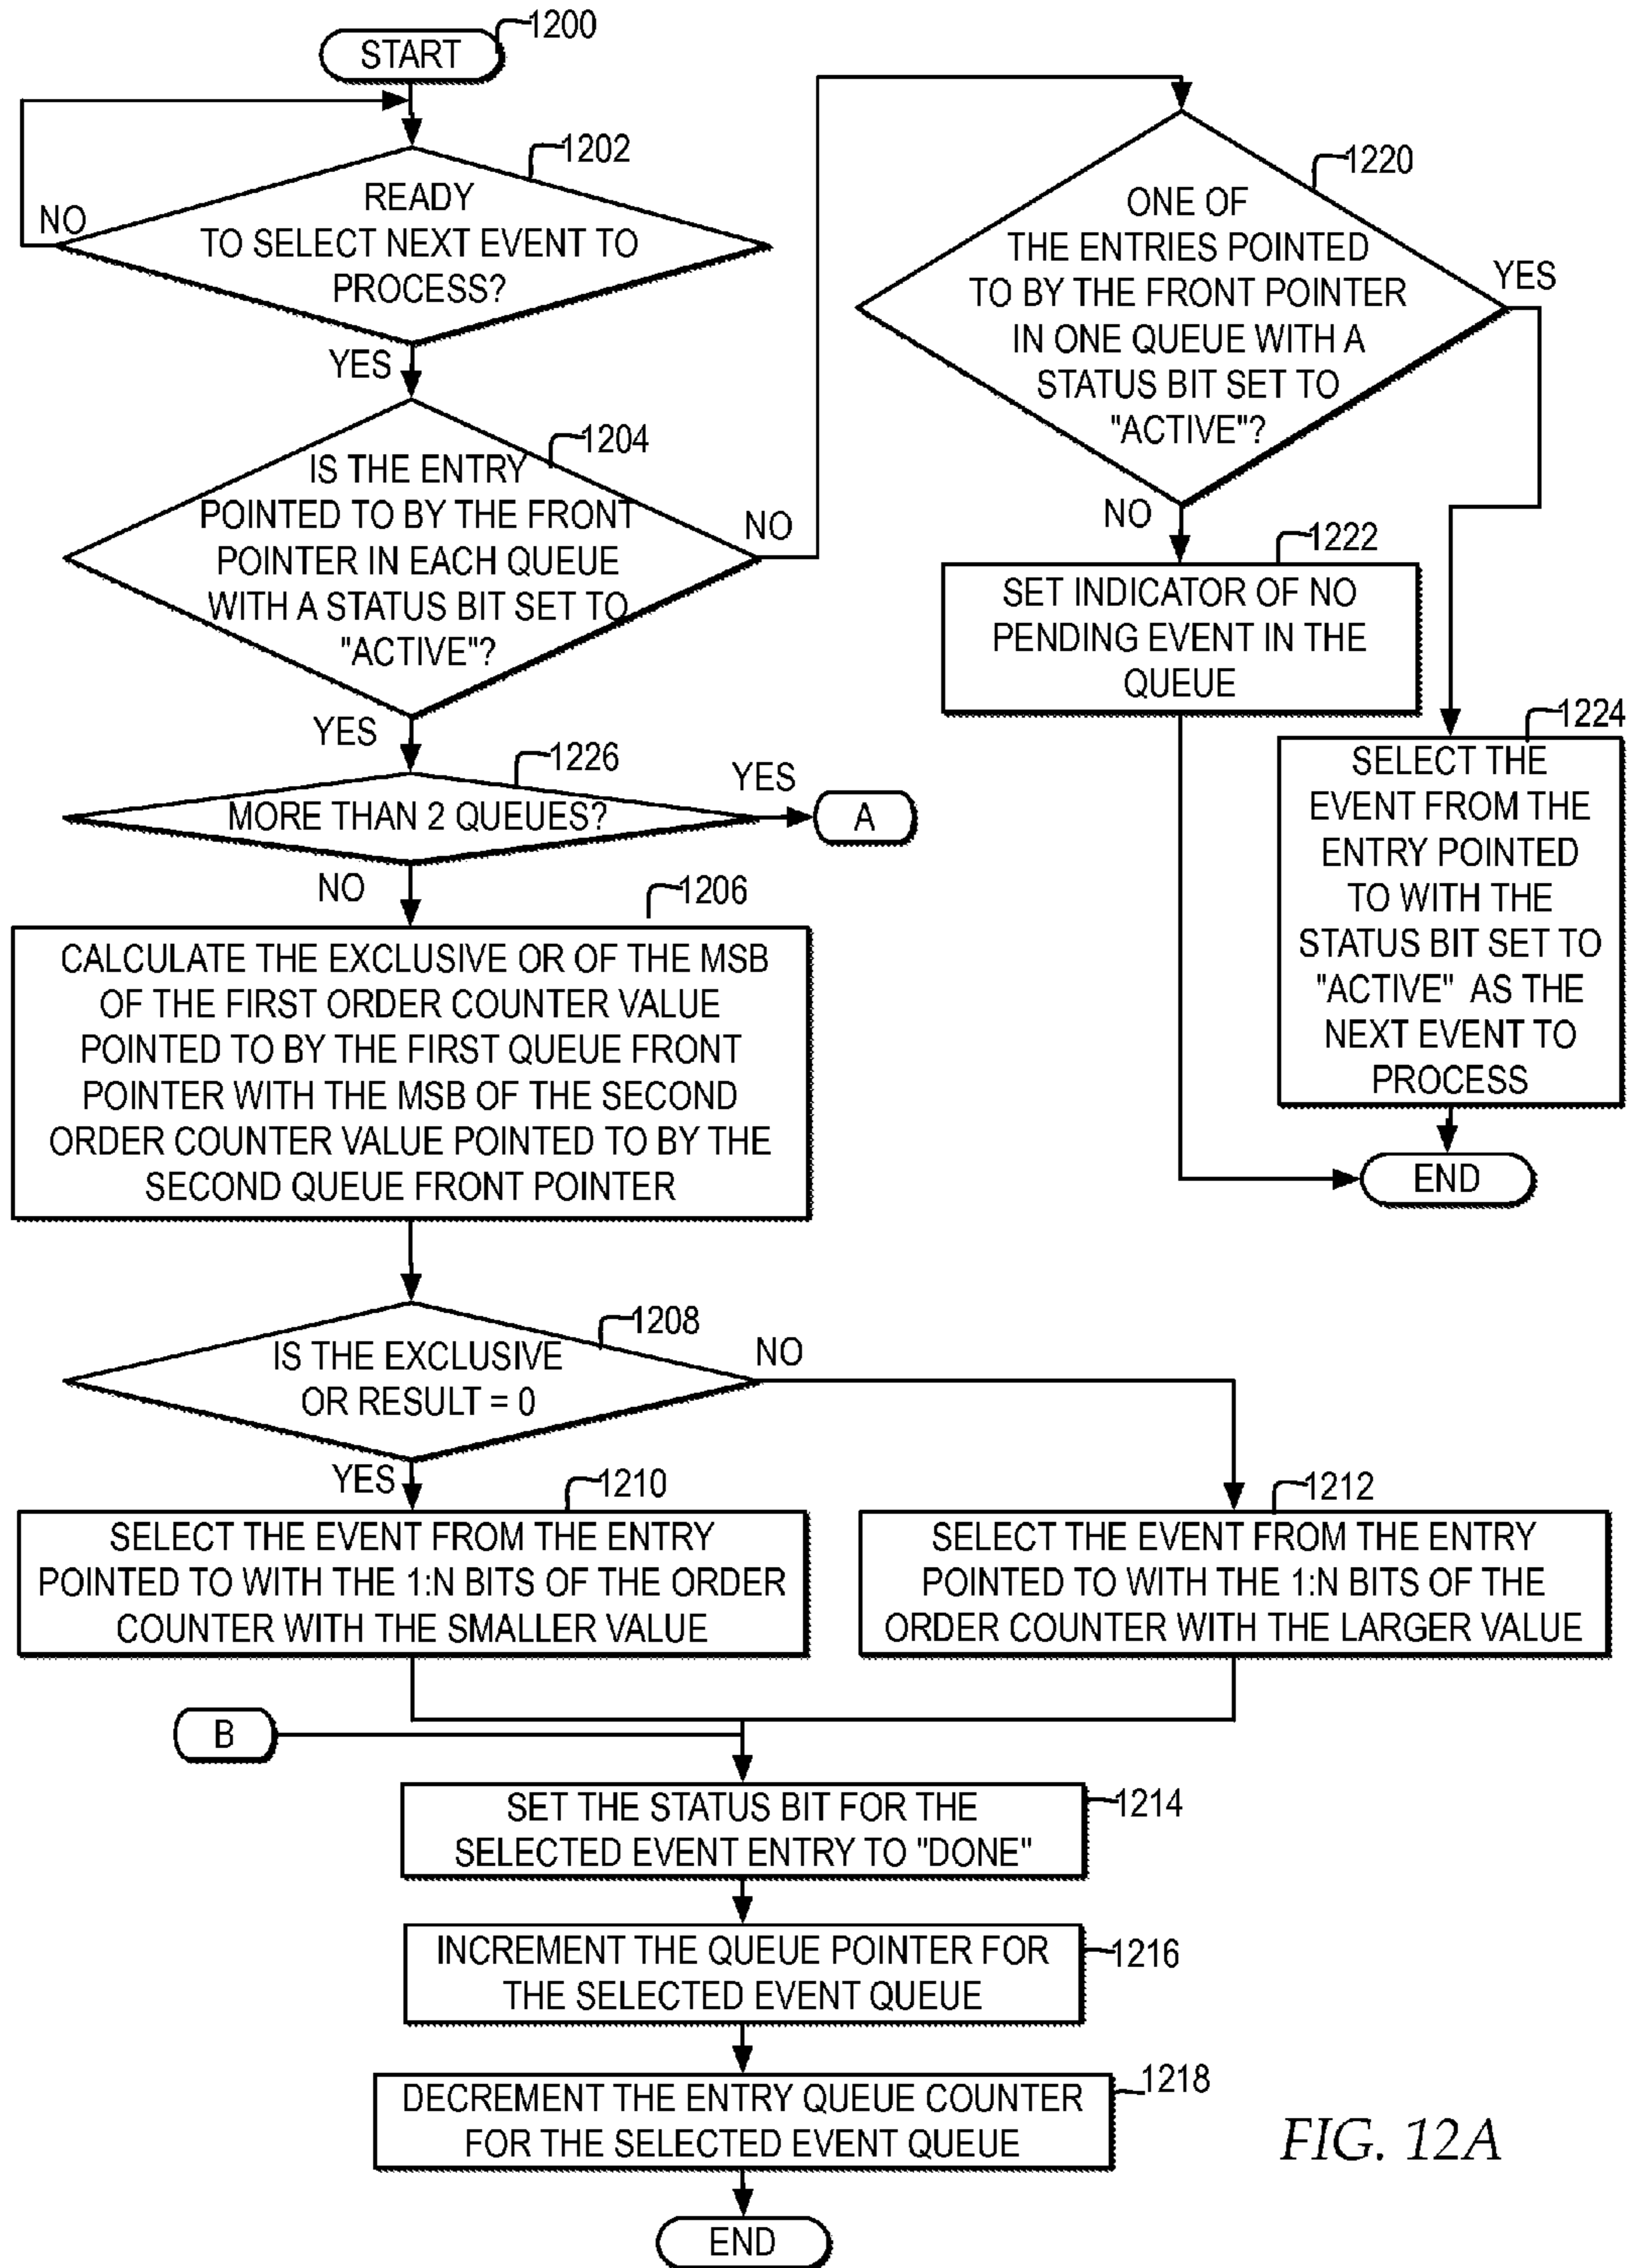 1200
START
1202
READY
TO SELECT NEXT EVENT TO
PROCESS?
NO
YES
1204
IS THE ENTRY
POINTED TO BY THE FRONT
POINTER IN EACH QUEUE
WITH A STATUS BIT SET TO
"ACTIVE"?
NO
YES
1220
ONE OF
THE ENTRIES POINTED
TO BY THE FRONT POINTER
IN ONE QUEUE WITH A
STATUS BIT SET TO
"ACTIVE"?
YES
NO
1222
SET INDICATOR OF NO
PENDING EVENT IN THE
QUEUE
1224
SELECT THE
EVENT FROM THE
ENTRY POINTED
TO WITH THE
STATUS BIT SET TO
"ACTIVE" AS THE
NEXT EVENT TO
PROCESS
END
1226
MORE THAN 2 QUEUES?
YES
A
NO
1206
CALCULATE THE EXCLUSIVE OR OF THE MSB
OF THE FIRST ORDER COUNTER VALUE
POINTED TO BY THE FIRST QUEUE FRONT
POINTER WITH THE MSB OF THE SECOND
ORDER COUNTER VALUE POINTED TO BY THE
SECOND QUEUE FRONT POINTER
1208
IS THE EXCLUSIVE
OR RESULT = 0
NO
YES
1210
SELECT THE EVENT FROM THE ENTRY
POINTED TO WITH THE 1:N BITS OF THE ORDER
COUNTER WITH THE SMALLER VALUE
1212
SELECT THE EVENT FROM THE ENTRY
POINTED TO WITH THE 1:N BITS OF THE
ORDER COUNTER WITH THE LARGER VALUE
B
SET THE STATUS BIT FOR THE
SELECTED EVENT ENTRY TO "DONE"
1214
INCREMENT THE QUEUE POINTER FOR
THE SELECTED EVENT QUEUE
1216
DECREMENT THE ENTRY QUEUE COUNTER
FOR THE SELECTED EVENT QUEUE
1218
END
FIG. 12A